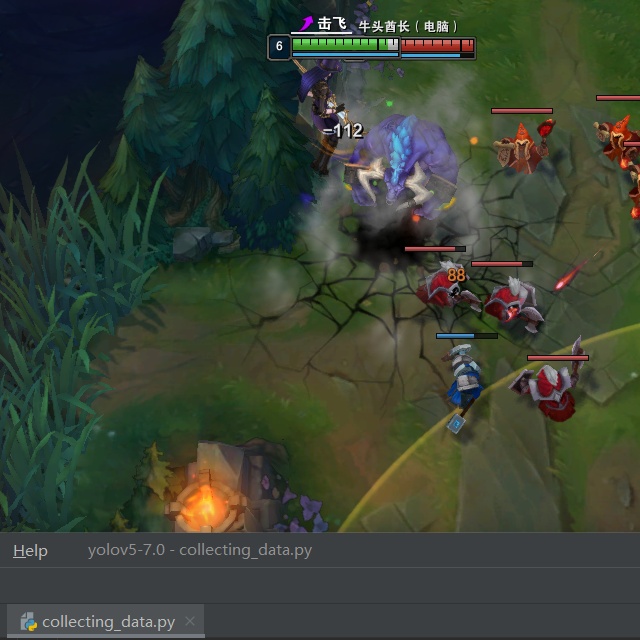 击飞
牛头酋长（电脑）
6
-112
88
Help yolov5-7.0 - collecting_data.py
collecting_data.py